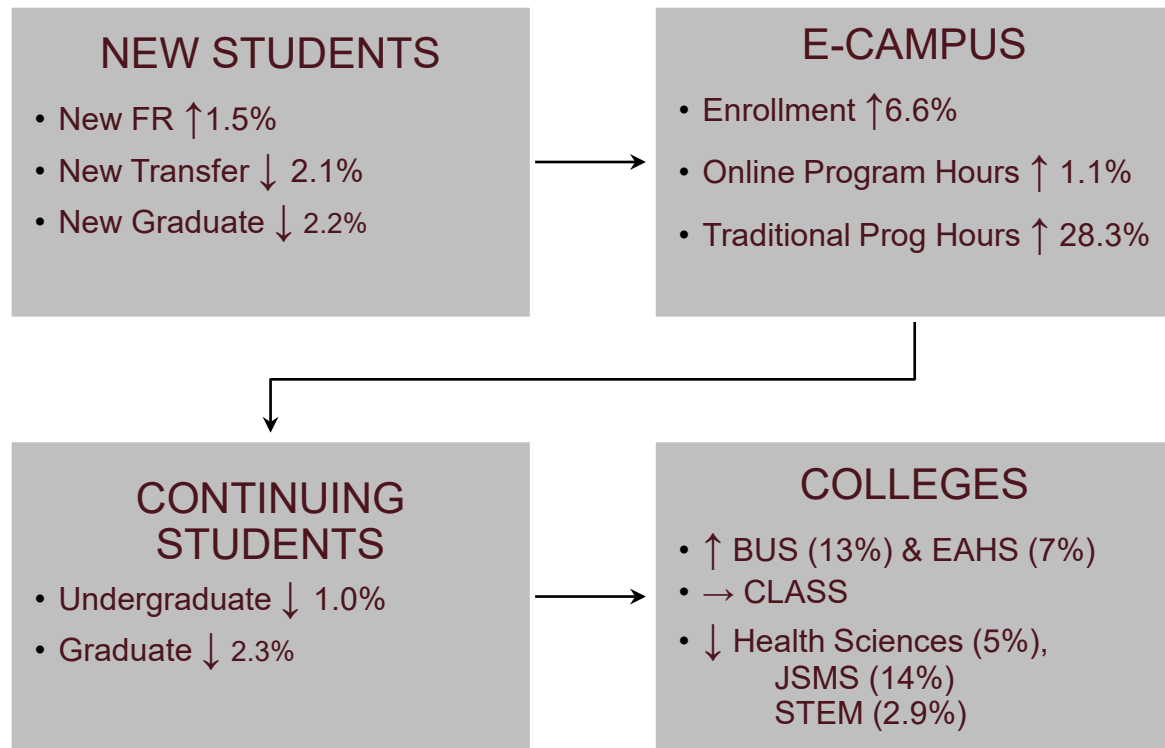 NEW STUDENTS
• New FR ↑1.5%
• New Transfer ↓ 2.1%
• New Graduate ↓ 2.2%
E-CAMPUS
• Enrollment ↑6.6%
• Online Program Hours ↑ 1.1%
• Traditional Prog Hours ↑ 28.3%
CONTINUING
STUDENTS
• Undergraduate ↓ 1.0%
• Graduate ↓ 2.3%
COLLEGES
• ↑ BUS (13%) & EAHS (7%)
• → CLASS
• ↓ Health Sciences (5%),
JSMS (14%)
STEM (2.9%)